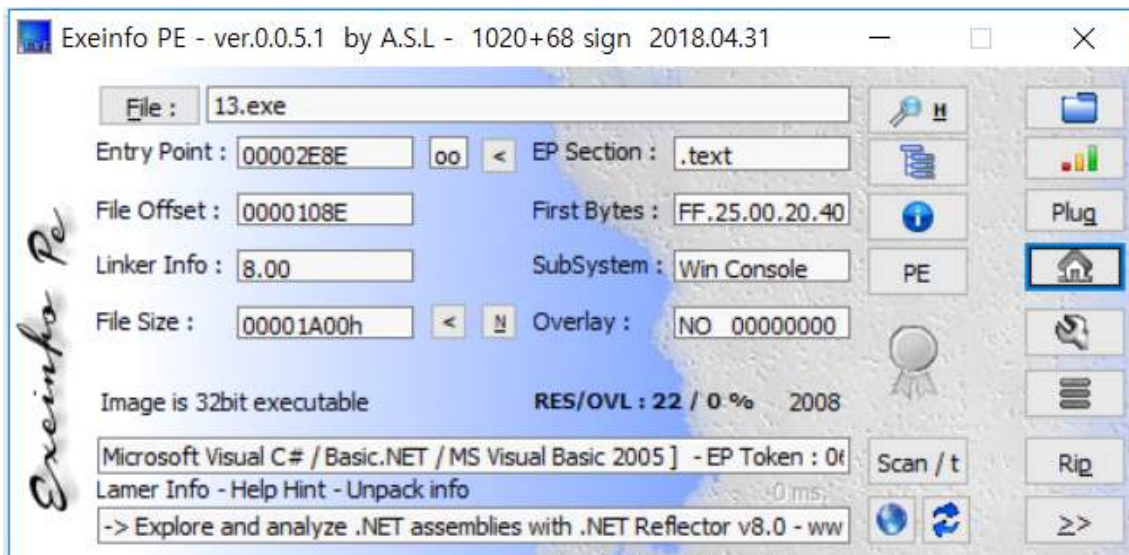 Exeinfo PE - ver.0.0.5.1 by A.S.L - 1020+68 sign 2018.04.31
Exeinfo Pe
File : 13.exe H
Entry Point : 00002E8E oo < EP Section : .text
File Offset : 0000108E First Bytes : FF.25.00.20.40 Plug
Linker Info : 8.00 SubSystem : Win Console PE
File Size : 00001A00h < N Overlay : NO 00000000
Image is 32bit executable RES/OVL : 22 / 0 % 2008
Microsoft Visual C# / Basic.NET / MS Visual Basic 2005 ] - EP Token : 06 Scan / t Rip
Lamer Info - Help Hint - Unpack info 0 ms.
-> Explore and analyze .NET assemblies with .NET Reflector v8.0 - ww >>